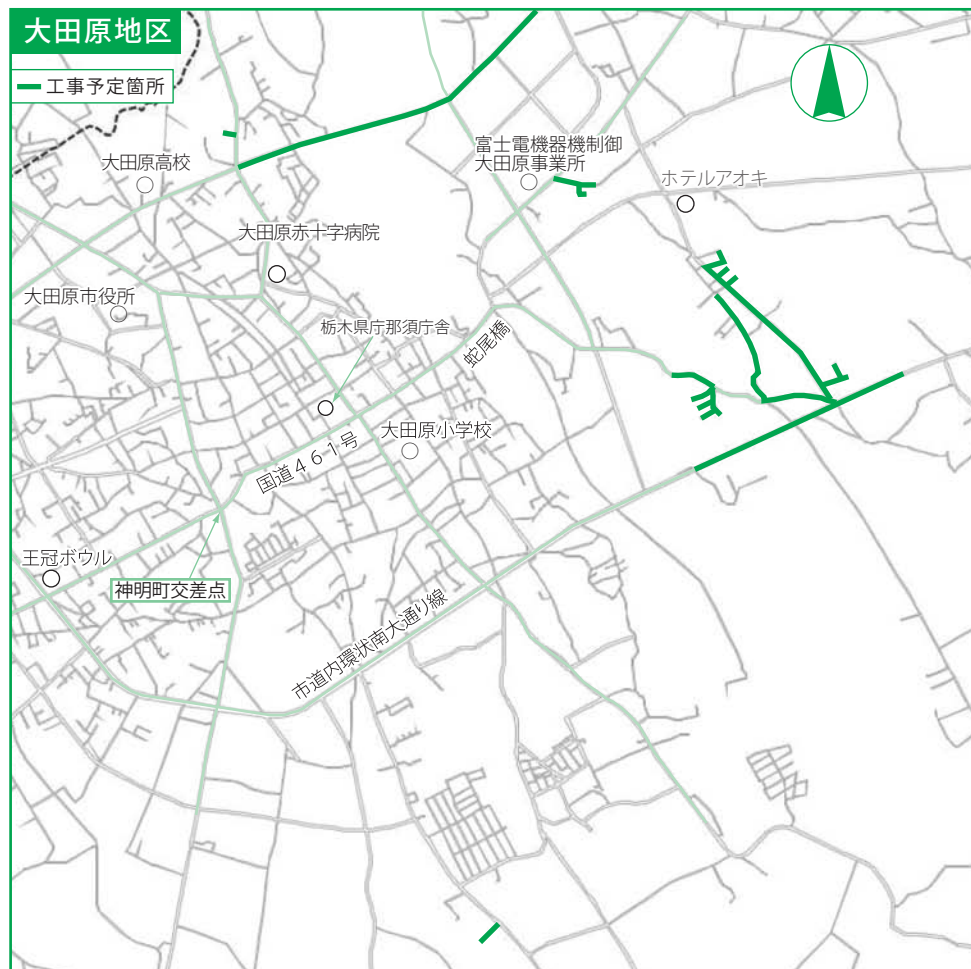 大田原地区
工事予定箇所
大田原高校
富士電機器機制御
大田原事業所
ホテルアオキ
大田原赤十字病院
大田原市役所
栃木県庁那須庁舎
蛇尾橋
大田原小学校
国道461号
王冠ボウル
神明町交差点
市道内環状南大通り線